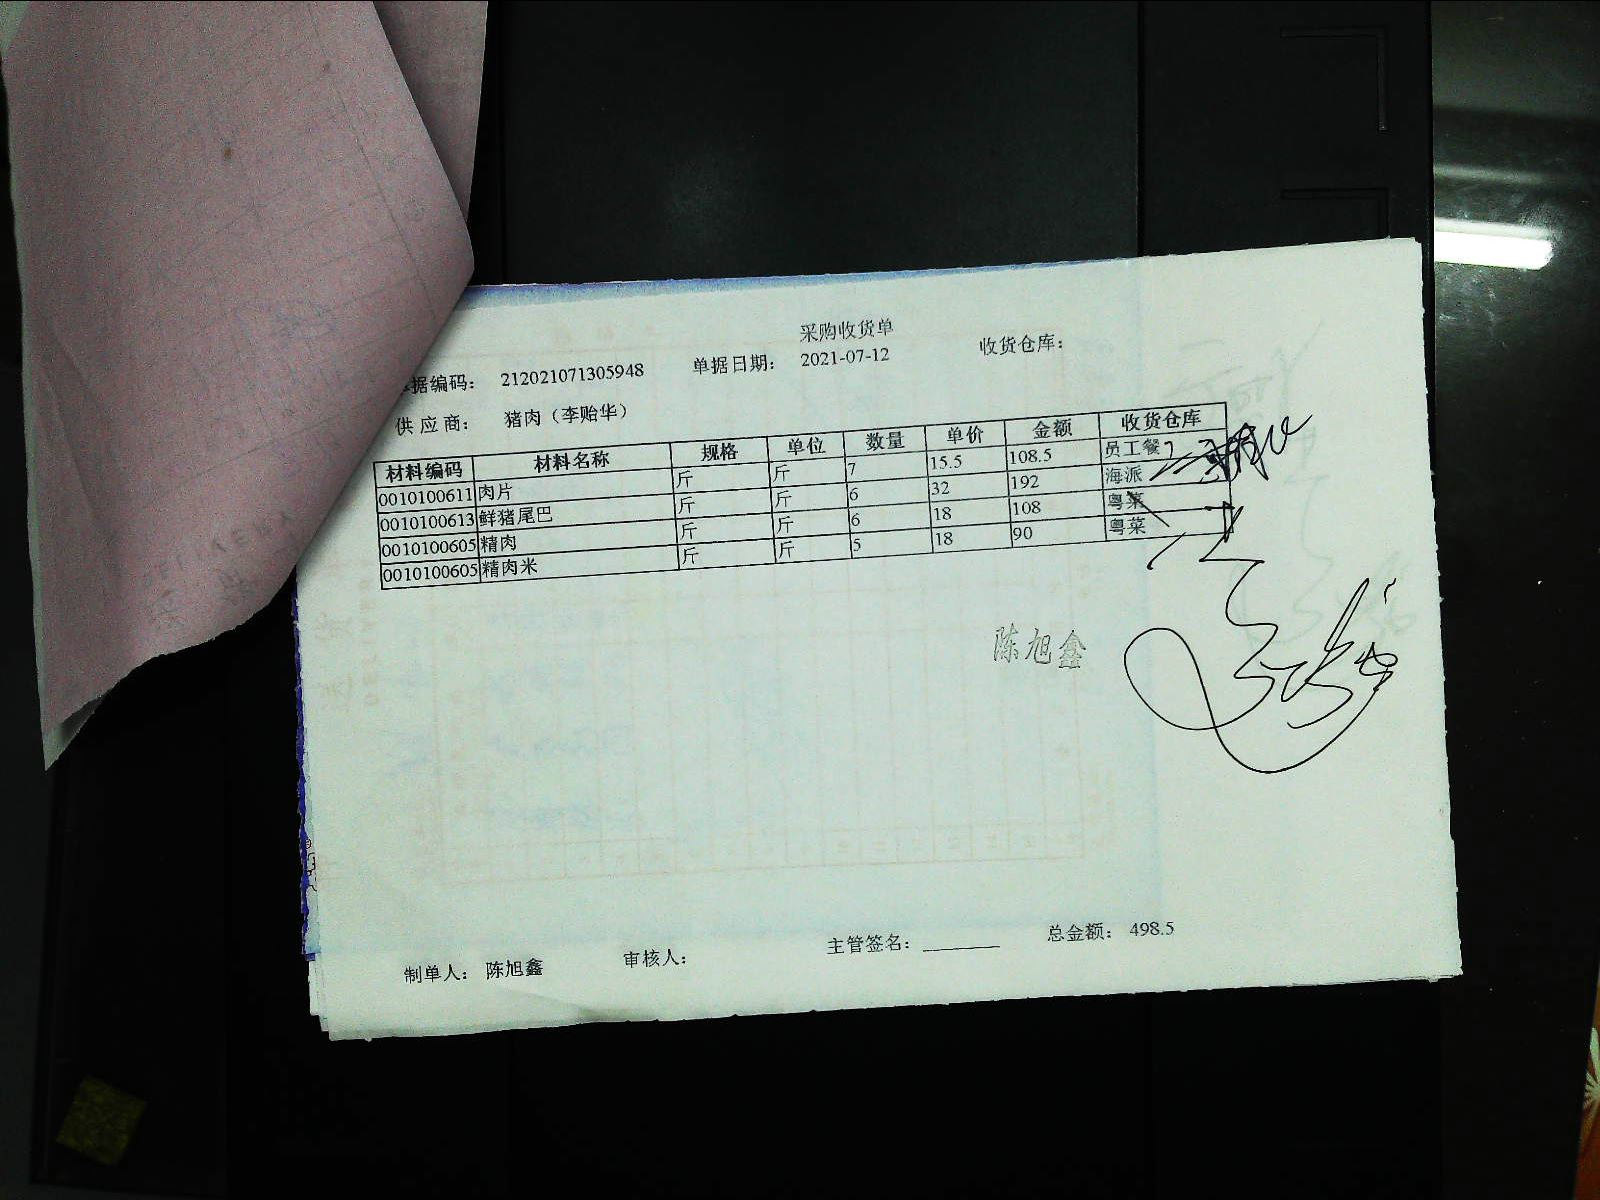 采购收货单
单据编码： 212021071305948 单据日期： 2021-07-12 收货仓库：
供应商： 猪肉（李贻华）
材料编码 材料名称 规格 单位 数量 单价 金额 收货仓库
0010100611 肉片 斤 斤 7 15.5 108.5 员工餐
0010100613 鲜猪尾巴 斤 斤 6 32 192 海派
0010100605 精肉 斤 斤 6 18 108 粤菜
0010100605 精肉米 斤 斤 5 18 90 粤菜
陈旭鑫
制单人： 陈旭鑫 审核人： 主管签名：________ 总金额： 498.5